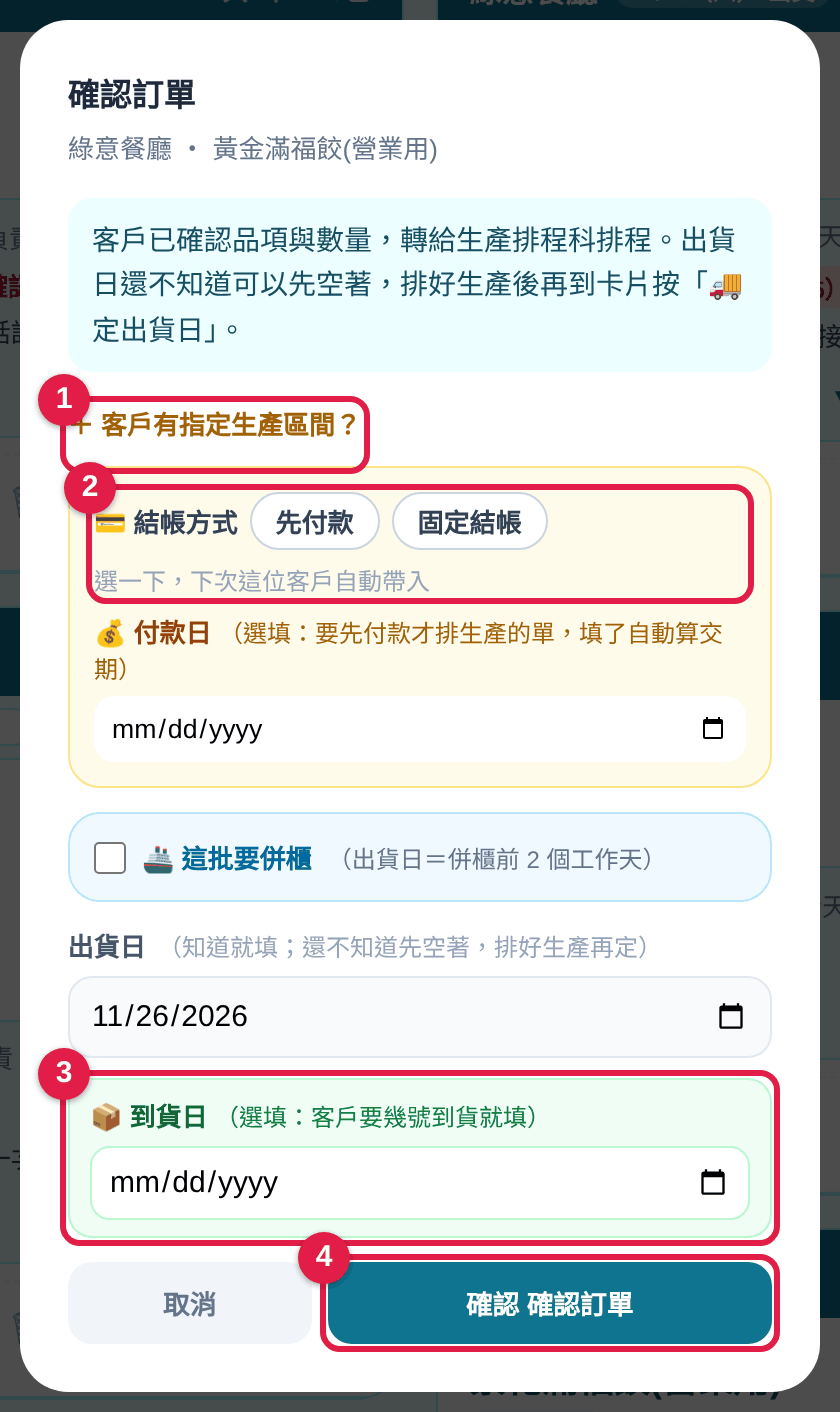 確認訂單
綠意餐廳 · 黃金滿福餃(營業用)
客戶已確認品項與數量，轉給生產排程科排程。出貨
日還不知道可以先空著，排好生產後再到卡片按「🚚
定出貨日」。
1
＋ 客戶有指定生產區間？
2
💳 結帳方式 先付款 固定結帳
選一下，下次這位客戶自動帶入
💰 付款日 （選填：要先付款才排生產的單，填了自動算交
期）
mm/dd/yyyy
🚢 這批要併櫃 （出貨日＝併櫃前 2 個工作天）
出貨日 （知道就填；還不知道先空著，排好生產再定）
11/26/2026
3
📦 到貨日 （選填：客戶要幾號到貨就填）
mm/dd/yyyy
4
取消 確認 確認訂單